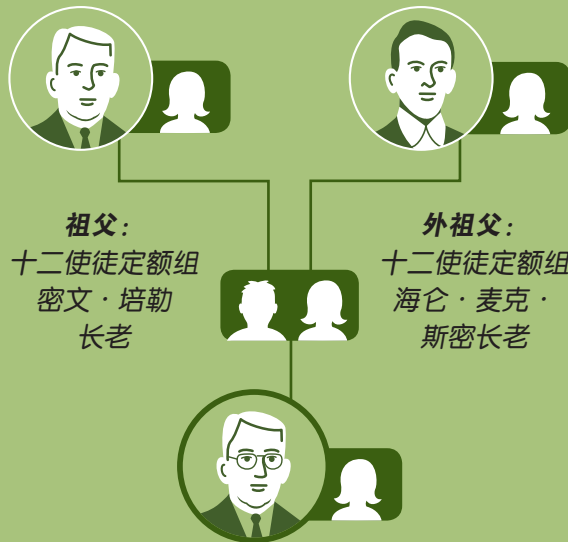 祖父：
十二使徒定额组
密文·培勒
长老
外祖父：
十二使徒定额组
海仑·麦克·
斯密长老